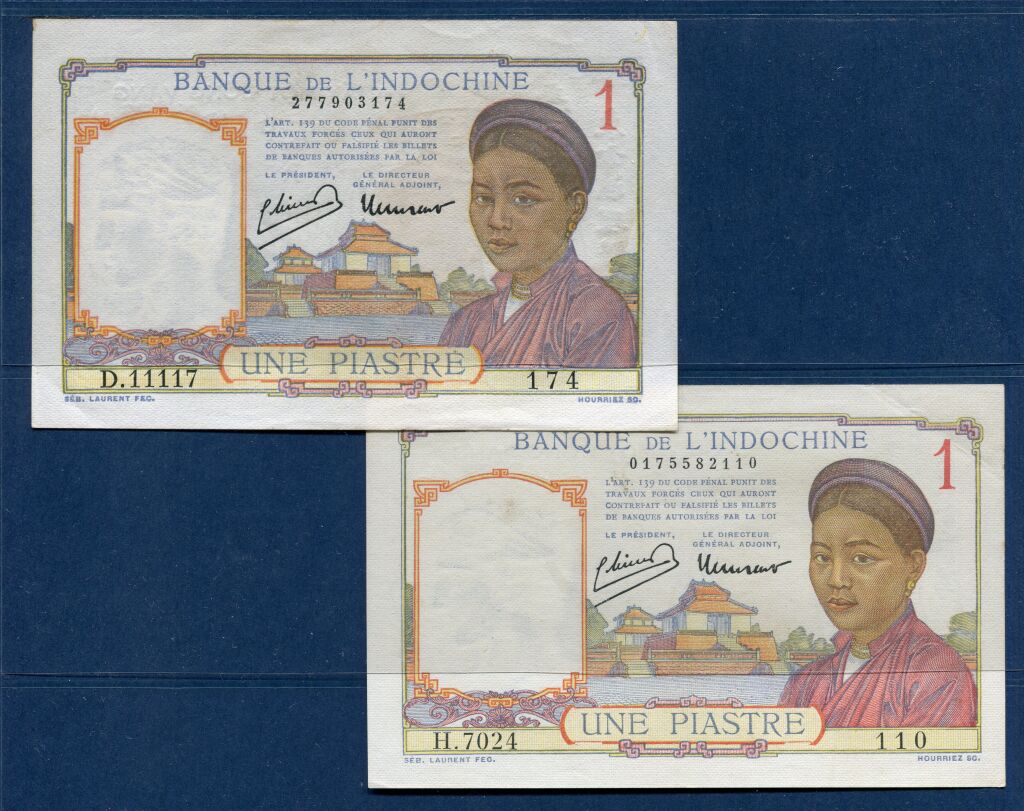 BANQUE DE L'INDOCHINE
277903174
1
L'ART. 139 DU CODE PÉNAL PUNIT DES
TRAVAUX FORCÉS CEUX QUI AURONT
CONTREFAIT OU FALSIFIÉ LES BILLETS
DE BANQUES AUTORISÉES PAR LA LOI
LE PRÉSIDENT, LE DIRECTEUR
GÉNÉRAL ADJOINT,
UNE PIASTRE
D.11117 174
SÉB. LAURENT FEC. HOURRIEZ SC.
BANQUE DE L'INDOCHINE
0175582110
1
L'ART. 139 DU CODE PÉNAL PUNIT DES
TRAVAUX FORCÉS CEUX QUI AURONT
CONTREFAIT OU FALSIFIÉ LES BILLETS
DE BANQUES AUTORISÉES PAR LA LOI
LE PRÉSIDENT, LE DIRECTEUR
GÉNÉRAL ADJOINT,
UNE PIASTRE
H.7024 110
SÉB. LAURENT FEC. HOURRIEZ SC.